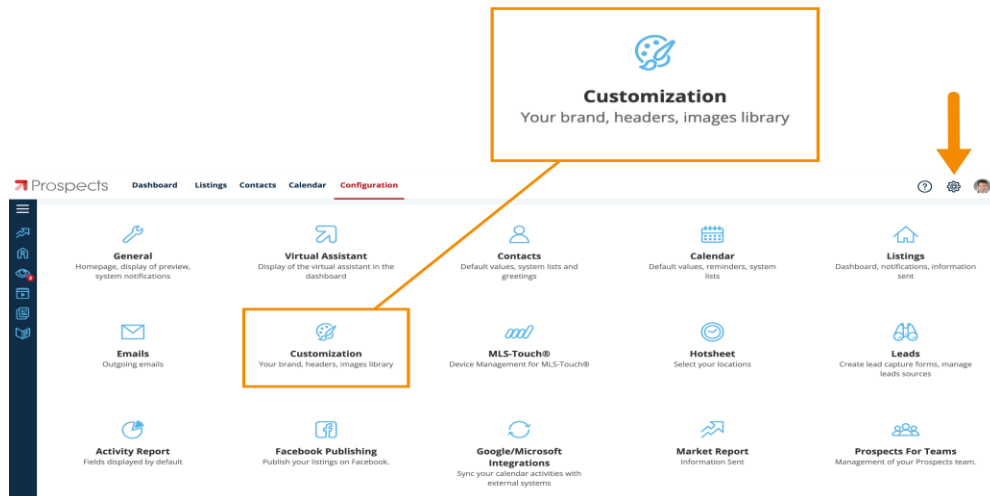 Customization
Your brand, headers, images library
Prospects Dashboard Listings Contacts Calendar Configuration
?
General
Homepage, display of preview,
system notifications
Virtual Assistant
Display of the virtual assistant in the
dashboard
Contacts
Default values, system lists and
greetings
Calendar
Default values, reminders, system
lists
Listings
Dashboard, notifications, information
sent
Emails
Outgoing emails
Customization
Your brand, headers, images library
MLS-Touch®
Device Management for MLS-Touch®
Hotsheet
Select your locations
Leads
Create lead capture forms, manage
leads sources
Activity Report
Fields displayed by default
Facebook Publishing
Publish your listings on Facebook.
Google/Microsoft
Integrations
Sync your calendar activities with
external systems
Market Report
Information Sent
Prospects For Teams
Management of your Prospects team.